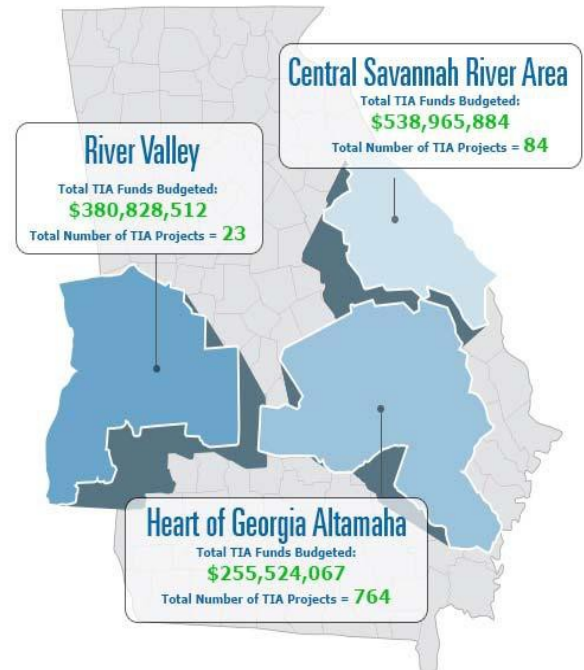 Central Savannah River Area
Total TIA Funds Budgeted:
$538,965,884
Total Number of TIA Projects = 84
River Valley
Total TIA Funds Budgeted:
$380,828,512
Total Number of TIA Projects = 23
Heart of Georgia Altamaha
Total TIA Funds Budgeted:
$255,524,067
Total Number of TIA Projects = 764